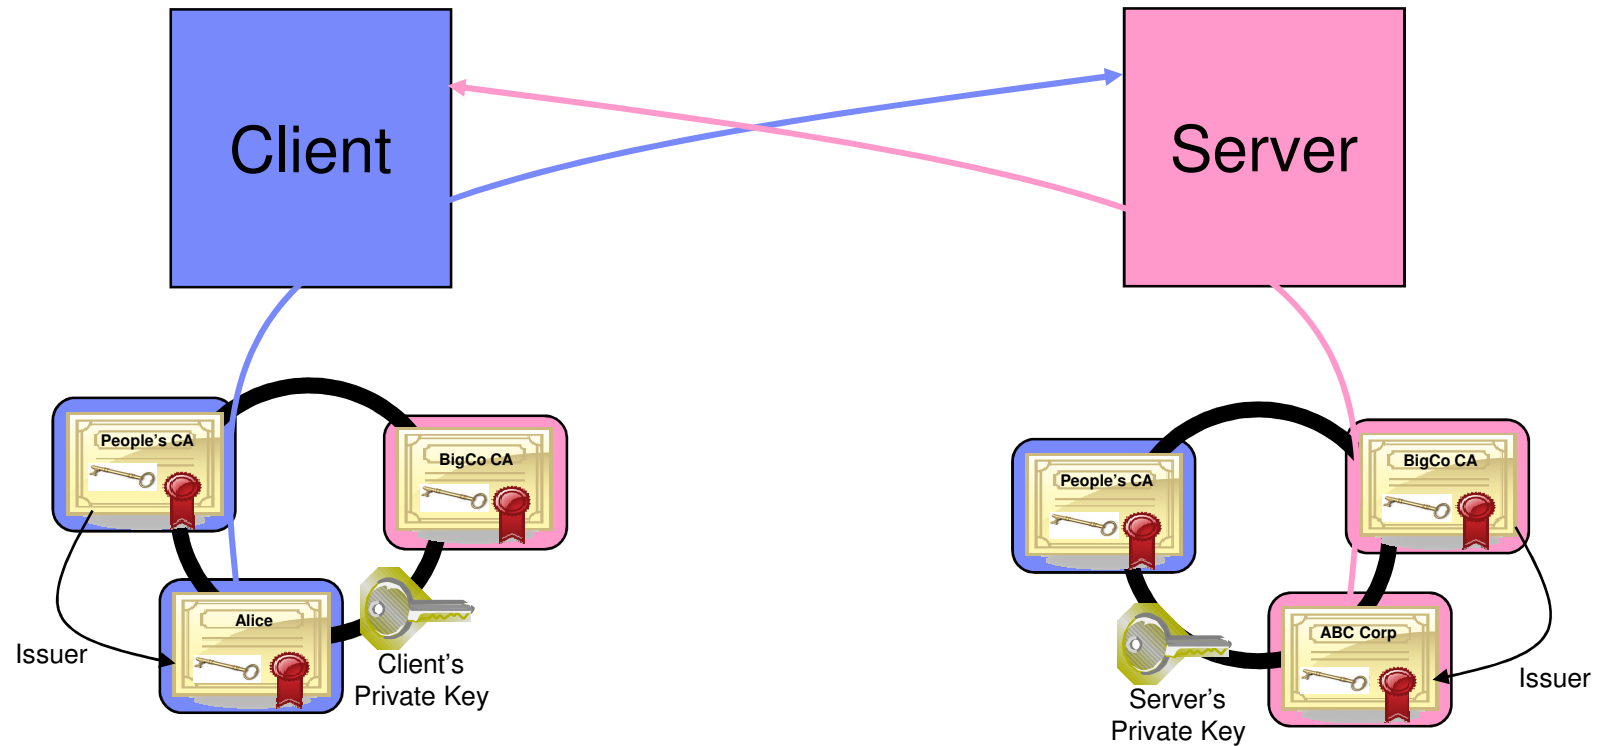 Client
Server
People's CA
BigCo CA
Alice
Issuer
Client's
Private Key
People's CA
BigCo CA
ABC Corp
Issuer
Server's
Private Key